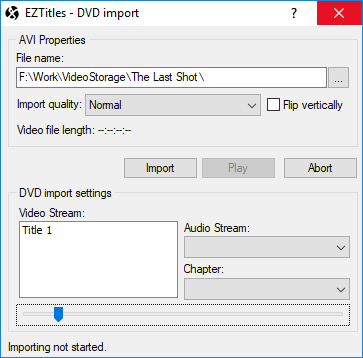 EZTitles - DVD import
?
AVI Properties
File name:
F:\Work\VideoStorage\The Last Shot\
...
Import quality: Normal Flip vertically
Video file length: --:--:--:--
Import Play Abort
DVD import settings
Video Stream:
Title 1
Audio Stream:
Chapter:
Importing not started.